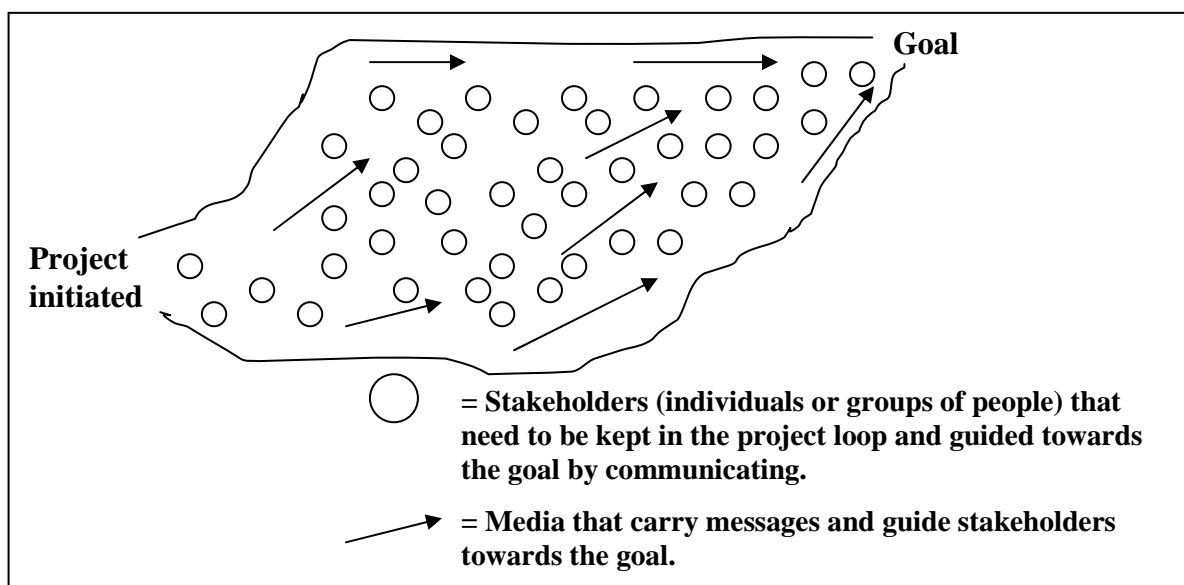 Goal
Project
initiated
= Stakeholders (individuals or groups of people) that
need to be kept in the project loop and guided towards
the goal by communicating.
= Media that carry messages and guide stakeholders
towards the goal.